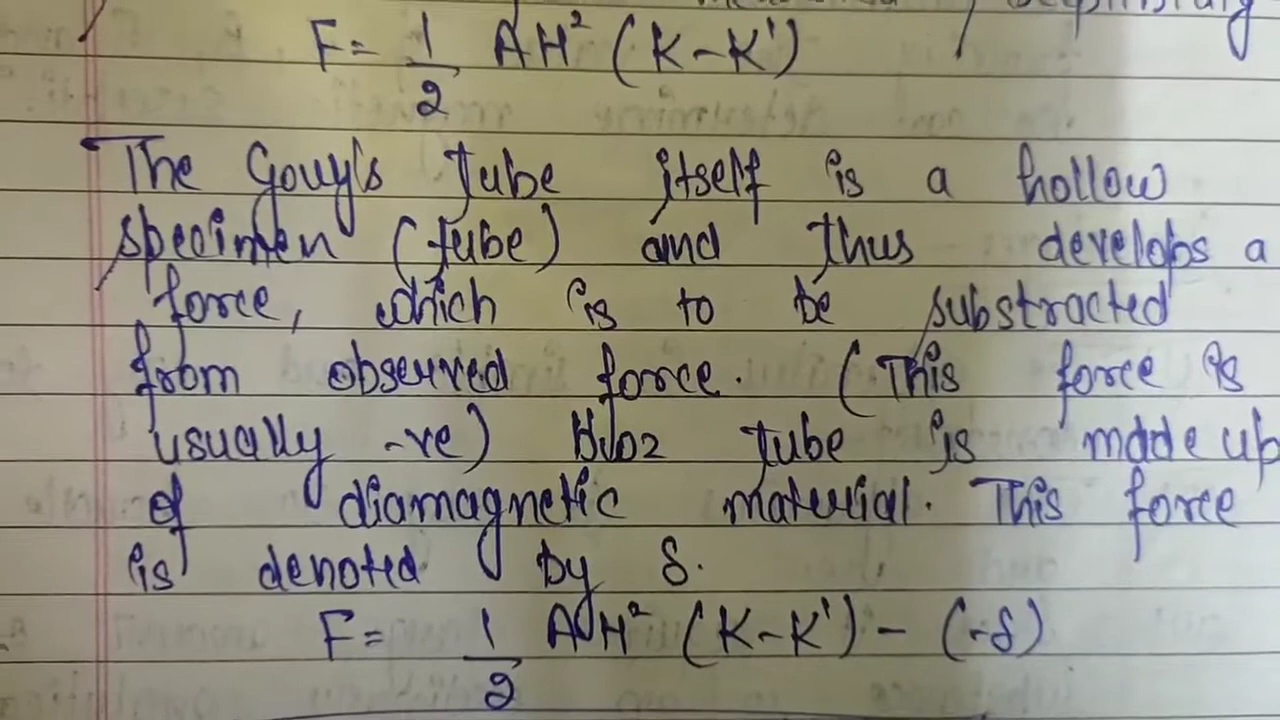 F = 1/2 AH² (K-K')
The Gouy's tube itself is a hollow
specimen (tube) and thus develops a
force, which is to be substracted
from observed force. (This force is
usually -ve) tube is made up
of diamagnetic material. This force
is denoted by δ.
F = 1/2 AH² (K-K') - (-δ)